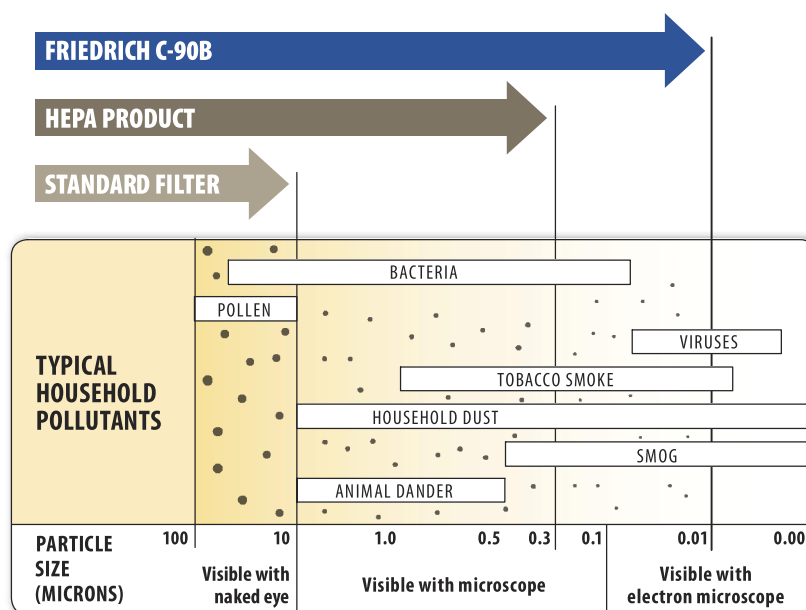 FRIEDRICH C-90B
HEPA PRODUCT
STANDARD FILTER
BACTERIA
POLLEN
VIRUSES
TYPICAL
HOUSEHOLD
POLLUTANTS
TOBACCO SMOKE
HOUSEHOLD DUST
SMOG
ANIMAL DANDER
PARTICLE
SIZE
(MICRONS)
100 10 1.0 0.5 0.3 0.1 0.01 0.00
Visible with
naked eye
Visible with microscope
Visible with
electron microscope